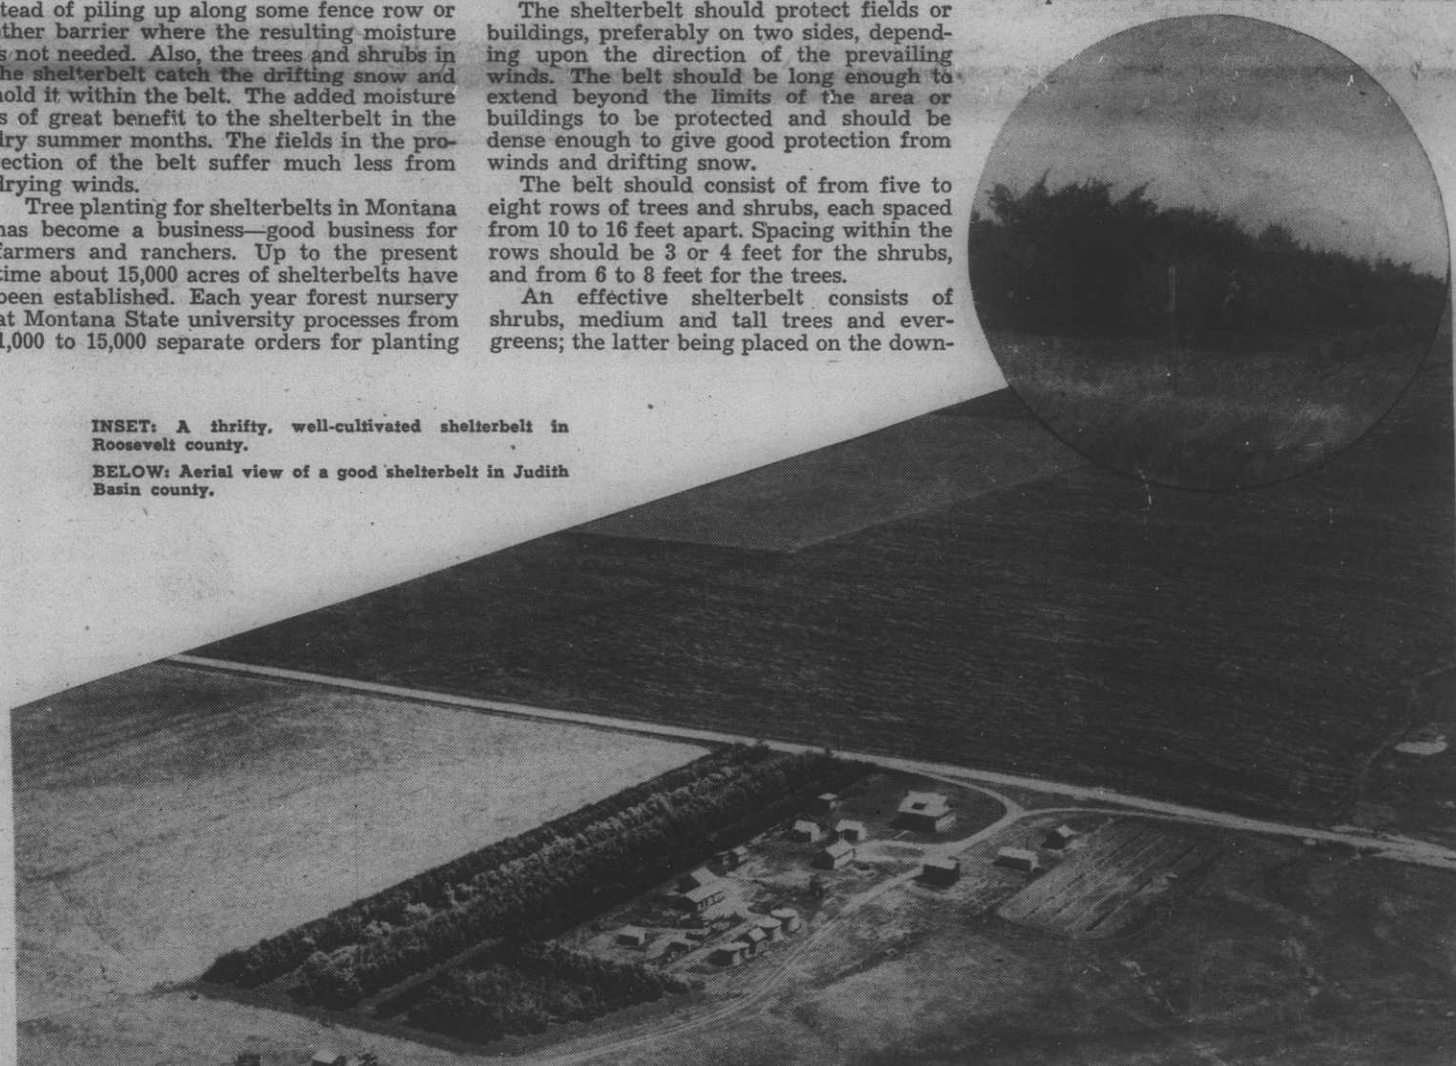 tead of piling up along some fence row or
ther barrier where the resulting moisture
s not needed. Also, the trees and shrubs in
he shelterbelt catch the drifting snow and
hold it within the belt. The added moisture
s of great benefit to the shelterbelt in the
dry summer months. The fields in the pro-
ection of the belt suffer much less from
drying winds.
Tree planting for shelterbelts in Montana
has become a business—good business for
farmers and ranchers. Up to the present
time about 15,000 acres of shelterbelts have
been established. Each year forest nursery
at Montana State university processes from
1,000 to 15,000 separate orders for planting
The shelterbelt should protect fields or
buildings, preferably on two sides, depend-
ing upon the direction of the prevailing
winds. The belt should be long enough to
extend beyond the limits of the area or
buildings to be protected and should be
dense enough to give good protection from
winds and drifting snow.
The belt should consist of from five to
eight rows of trees and shrubs, each spaced
from 10 to 16 feet apart. Spacing within the
rows should be 3 or 4 feet for the shrubs,
and from 6 to 8 feet for the trees.
An effective shelterbelt consists of
shrubs, medium and tall trees and ever-
greens; the latter being placed on the down-
INSET: A thrifty, well-cultivated shelterbelt in
Roosevelt county.
BELOW: Aerial view of a good shelterbelt in Judith
Basin county.